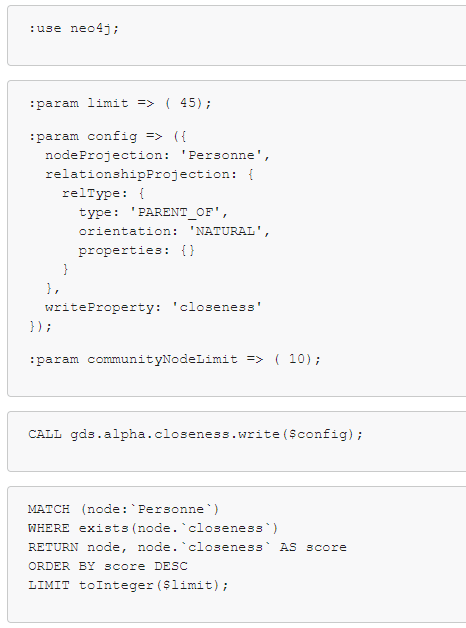 :use neo4j;
:param limit => ( 45);
:param config => ({
  nodeProjection: 'Personne',
  relationshipProjection: {
    relType: {
      type: 'PARENT_OF',
      orientation: 'NATURAL',
      properties: {}
    }
  },
  writeProperty: 'closeness'
});
:param communityNodeLimit => ( 10);
CALL gds.alpha.closeness.write($config);
MATCH (node:`Personne`)
WHERE exists(node.`closeness`)
RETURN node, node.`closeness` AS score
ORDER BY score DESC
LIMIT toInteger($limit);